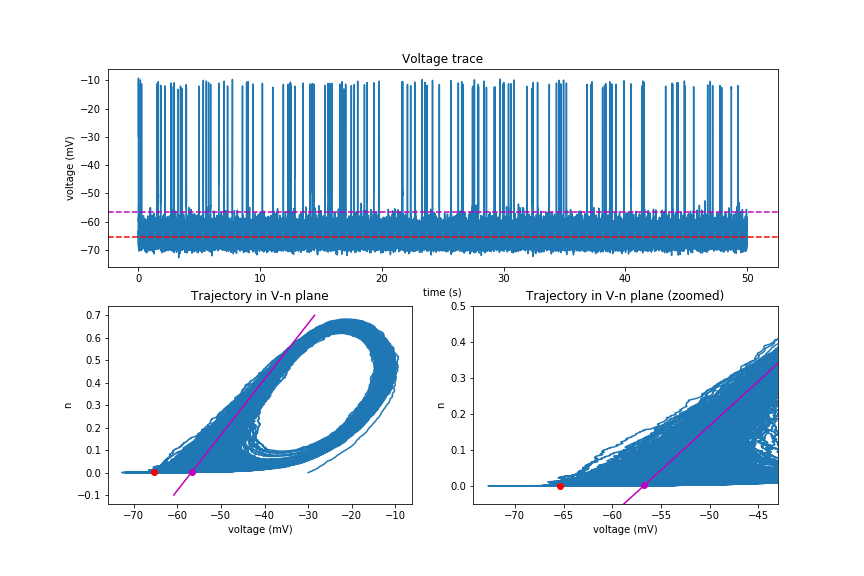 Voltage trace
voltage (mV)
−10
−20
−30
−40
−50
−60
−70
0 10 20 30 40 50
time (s)
Trajectory in V-n plane
n
0.7
0.6
0.5
0.4
0.3
0.2
0.1
0.0
−0.1
−70 −60 −50 −40 −30 −20 −10
voltage (mV)
Trajectory in V-n plane (zoomed)
n
0.5
0.4
0.3
0.2
0.1
0.0
−70 −65 −60 −55 −50 −45
voltage (mV)